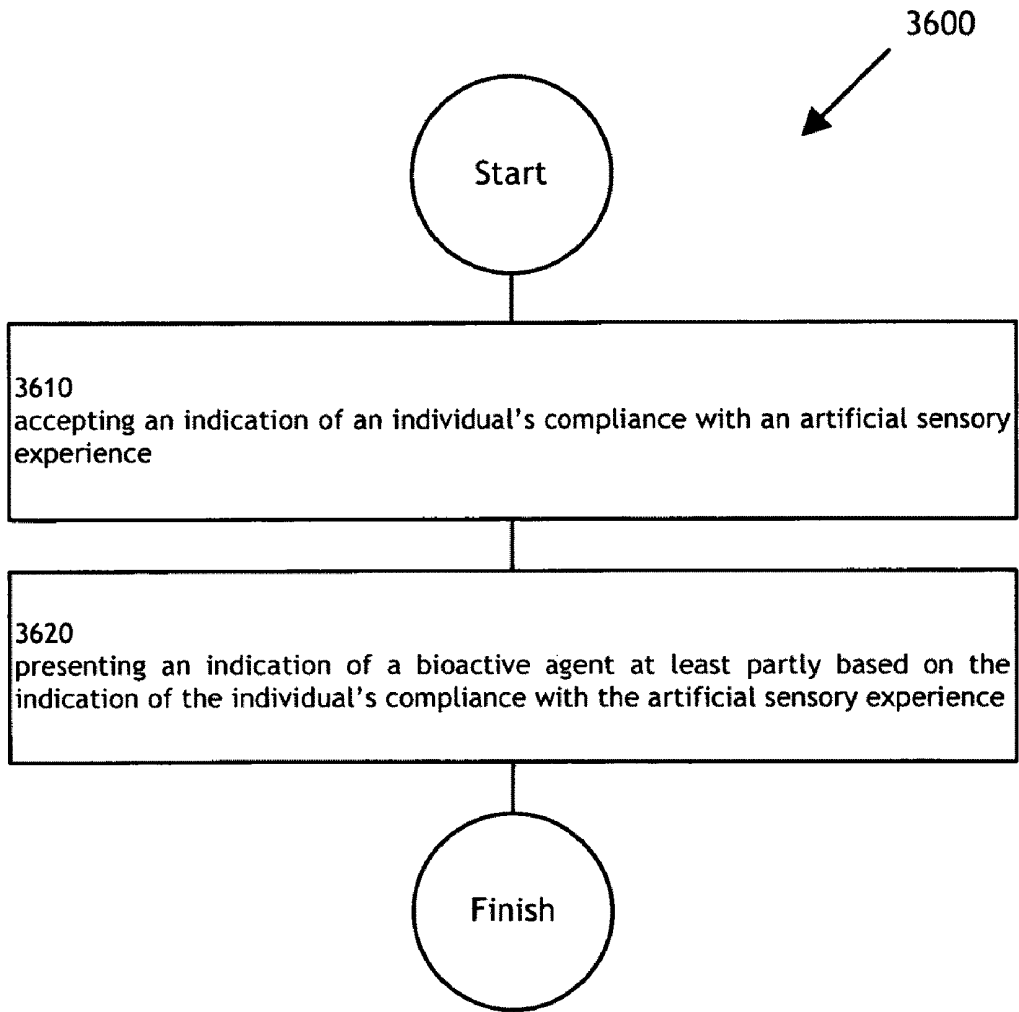 3600
Start
3610
accepting an indication of an individual's compliance with an artificial sensory
experience
3620
presenting an indication of a bioactive agent at least partly based on the
indication of the individual's compliance with the artificial sensory experience
Finish